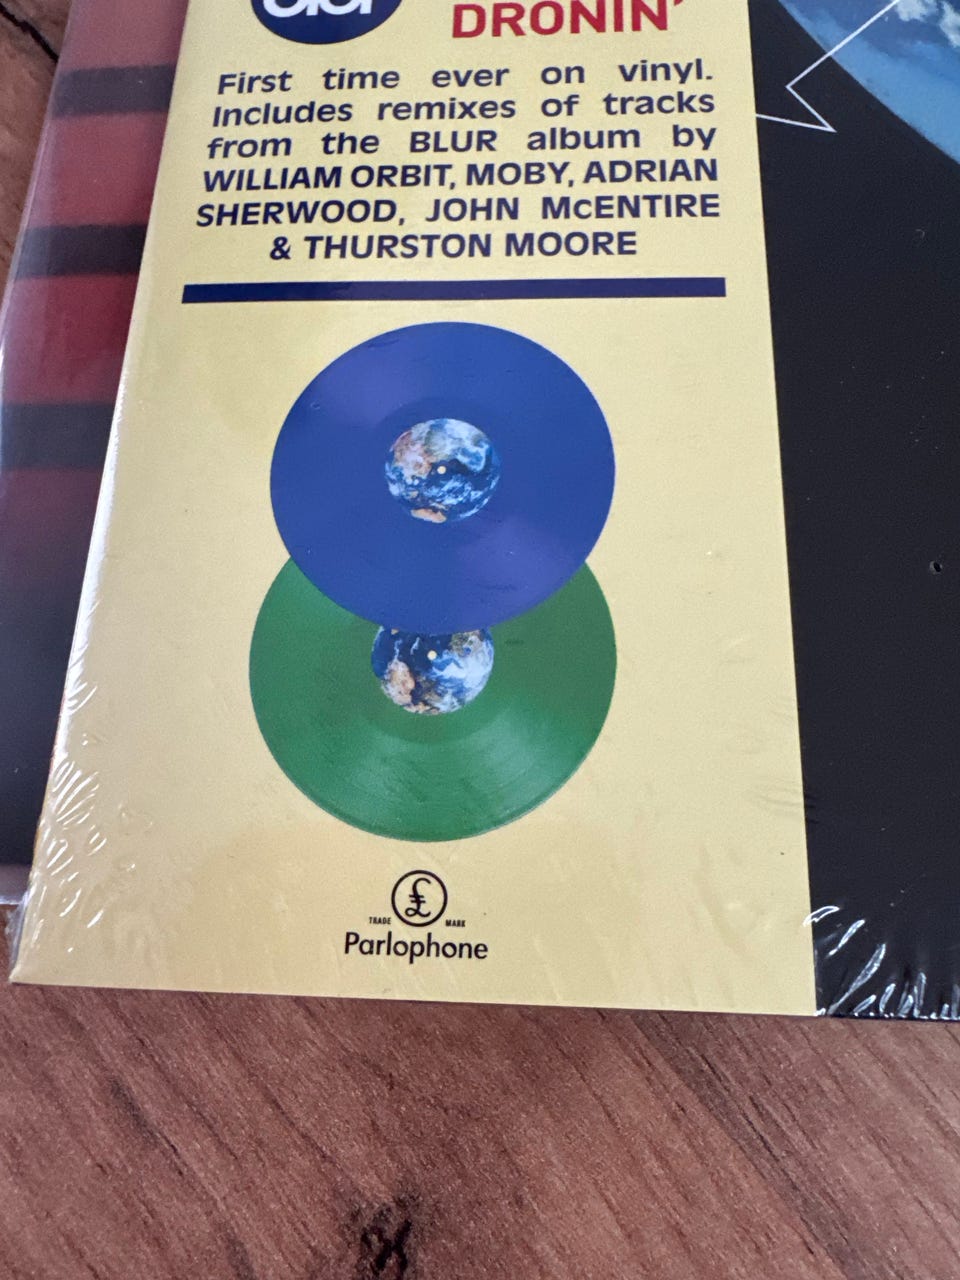 blur
DRONIN'
First time ever on vinyl.
Includes remixes of tracks
from the BLUR album by
WILLIAM ORBIT, MOBY, ADRIAN
SHERWOOD, JOHN McENTIRE
& THURSTON MOORE
£
TRADE MARK
Parlophone